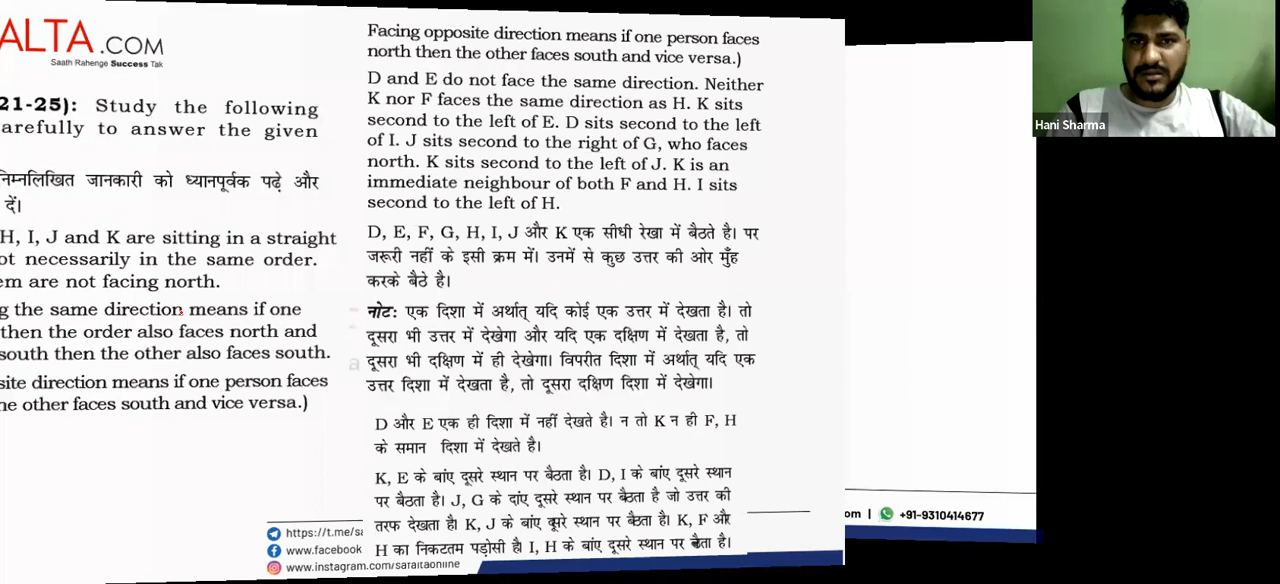 ALTA.COM
Saath Rahenge Success Tak
21-25): Study the following
arefully to answer the given
निम्नलिखित जानकारी को ध्यानपूर्वक पढ़े और
दें।
H, I, J and K are sitting in a straight
ot necessarily in the same order.
em are not facing north.
g the same direction means if one
then the order also faces north and
south then the other also faces south.
site direction means if one person faces
he other faces south and vice versa.)
https://t.me/sa
www.facebook
www.instagram.com/safaltaonline
Facing opposite direction means if one person faces
north then the other faces south and vice versa.)
D and E do not face the same direction. Neither
K nor F faces the same direction as H. K sits
second to the left of E. D sits second to the left
of I. J sits second to the right of G, who faces
north. K sits second to the left of J. K is an
immediate neighbour of both F and H. I sits
second to the left of H.
D, E, F, G, H, I, J और K एक सीधी रेखा में बैठते है। पर
जरूरी नहीं के इसी क्रम में। उनमें से कुछ उत्तर की ओर मुँह
करके बैठे है।
नोट: एक दिशा में अर्थात् यदि कोई एक उत्तर में देखता है। तो
दूसरा भी उत्तर में देखेगा और यदि एक दक्षिण में देखता है, तो
दूसरा भी दक्षिण में ही देखेगा। विपरीत दिशा में अर्थात् यदि एक
उत्तर दिशा में देखता है, तो दूसरा दक्षिण दिशा में देखेगा।
D और E एक ही दिशा में नहीं देखते है। न तो K न ही F, H
के समान दिशा में देखते है।
K, E के बांए दूसरे स्थान पर बैठता है। D, I के बांए दूसरे स्थान
पर बैठता है। J, G के दांए दूसरे स्थान पर बैठता है जो उत्तर की
तरफ देखता है। K, J के बांए दूसरे स्थान पर बैठता है। K, F और
H का निकटतम पड़ोसी है। I, H के बांए दूसरे स्थान पर बैठता है।
om | +91-9310414677
Hani Sharma